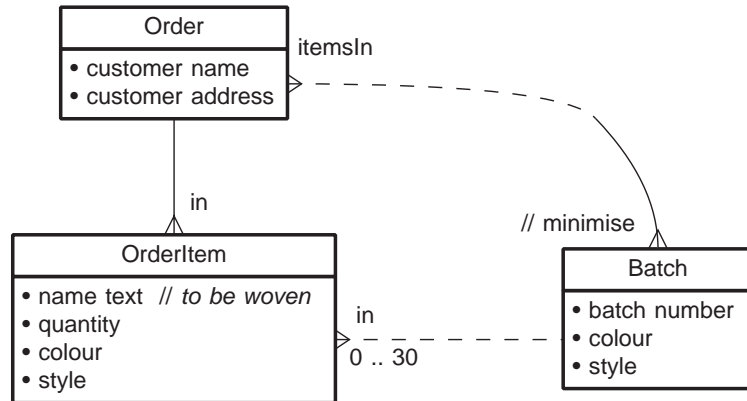 Order
• customer name
• customer address
itemsIn
in
// minimise
OrderItem
• name text // to be woven
• quantity
• colour
• style
in
0 .. 30
Batch
• batch number
• colour
• style